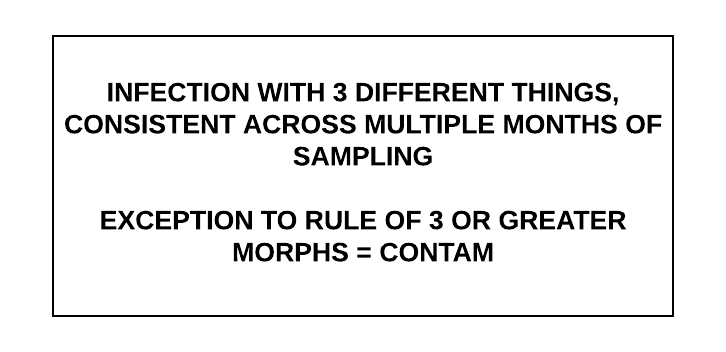 INFECTION WITH 3 DIFFERENT THINGS,
CONSISTENT ACROSS MULTIPLE MONTHS OF
SAMPLING
EXCEPTION TO RULE OF 3 OR GREATER
MORPHS = CONTAM